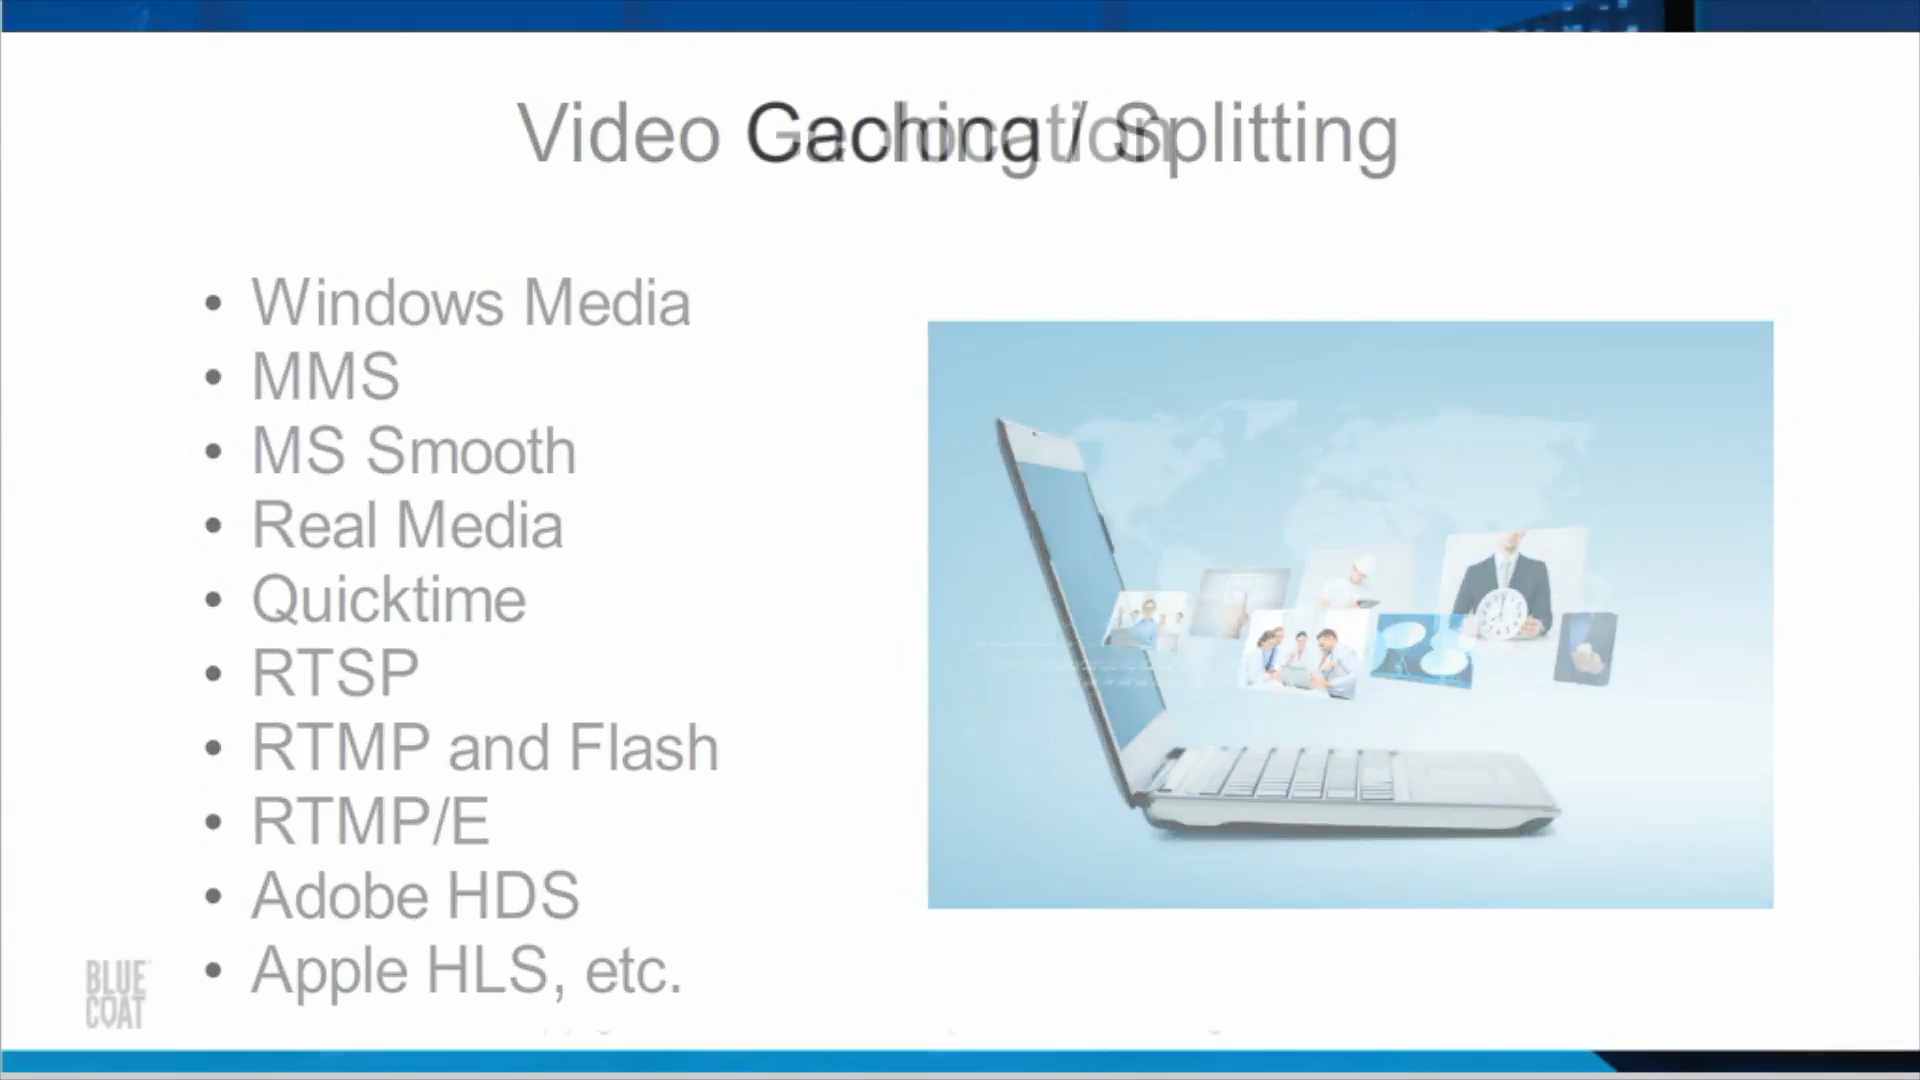 Video Caching / Splitting
Geolocation
Windows Media
MMS
MS Smooth
Real Media
Quicktime
RTSP
RTMP and Flash
RTMP/E
Adobe HDS
Apple HLS, etc.
BLUE
COAT